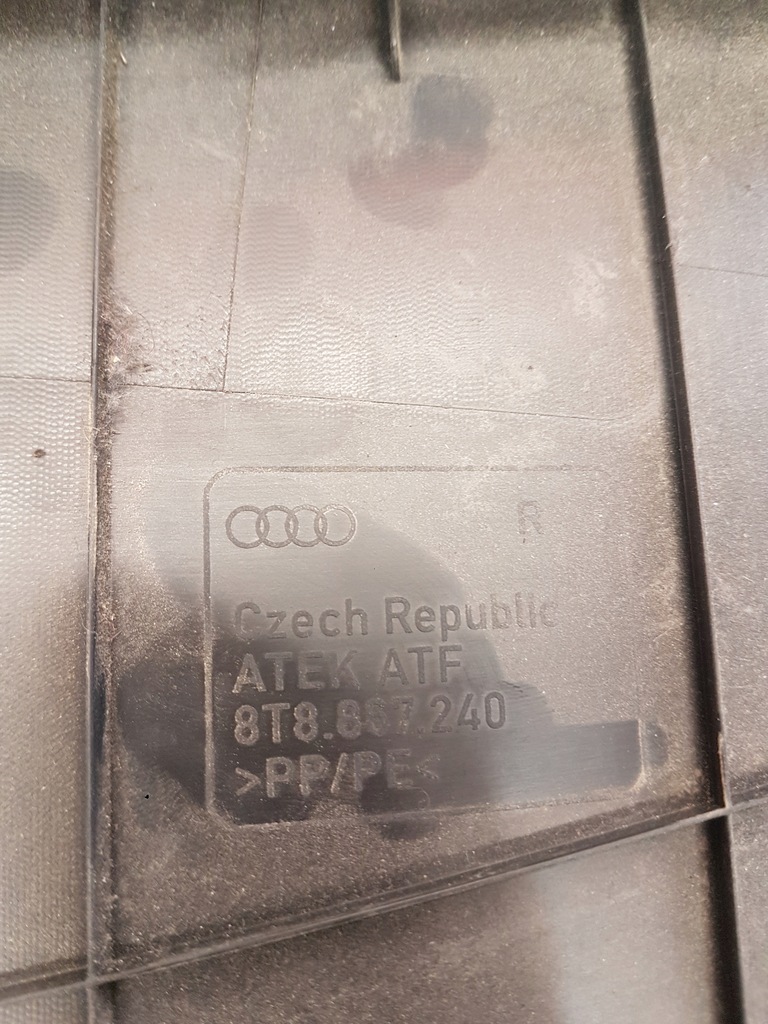 R
Czech Republic
ATEK ATF
8T8.867.240
>PP/PE<